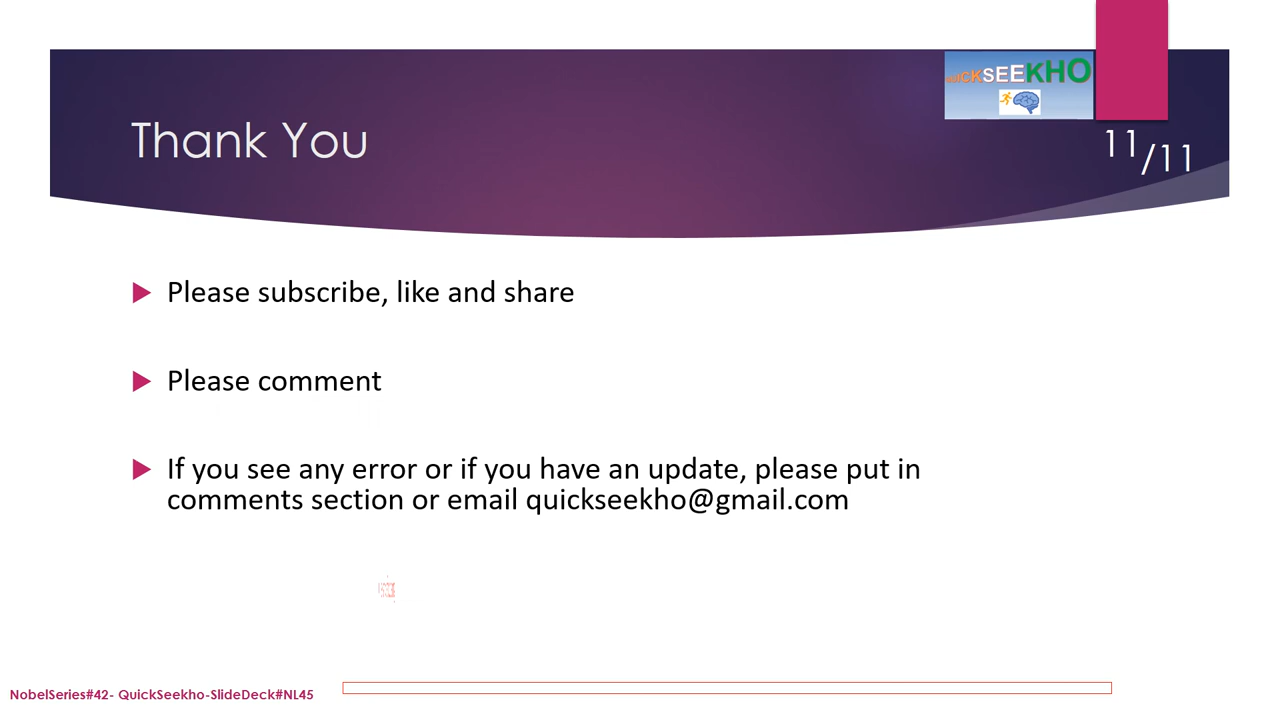 QUICKSEEKHO
Thank You
11/11
Please subscribe, like and share
Please comment
If you see any error or if you have an update, please put in
comments section or email quickseekho@gmail.com
NobelSeries#42- QuickSeekho-SlideDeck#NL45